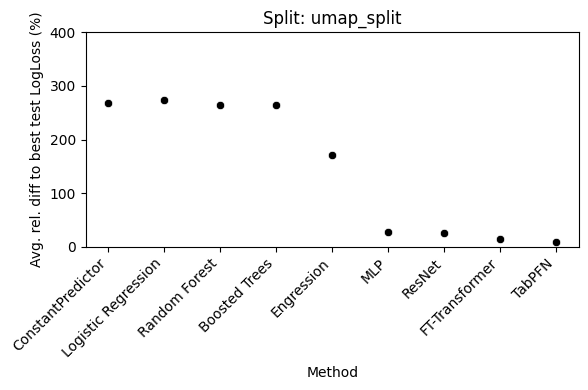 Split: umap_split
Avg. rel. diff to best test LogLoss (%)
400
300
200
100
0
ConstantPredictor
Logistic Regression
Random Forest
Boosted Trees
Engression
MLP
ResNet
FT-Transformer
TabPFN
Method